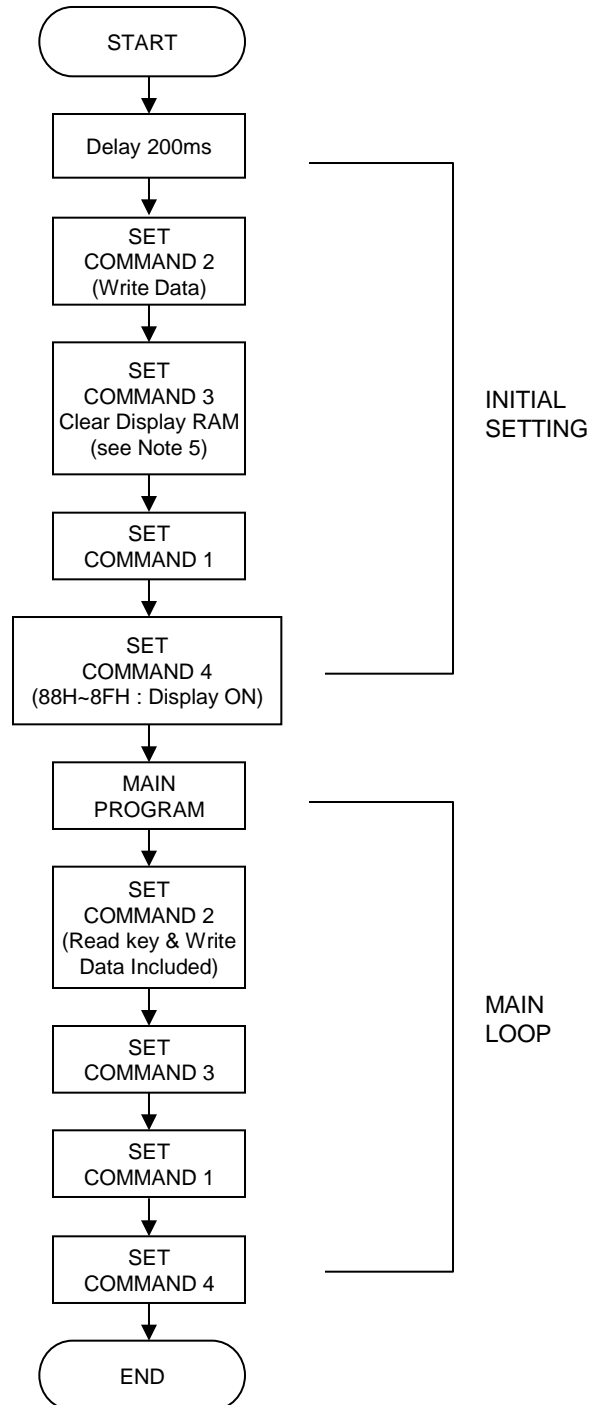 START
Delay 200ms
SET
COMMAND 2
(Write Data)
SET
COMMAND 3
Clear Display RAM
(see Note 5)
SET
COMMAND 1
SET
COMMAND 4
(88H~8FH : Display ON)
INITIAL
SETTING
MAIN
PROGRAM
SET
COMMAND 2
(Read key & Write
Data Included)
SET
COMMAND 3
SET
COMMAND 1
SET
COMMAND 4
MAIN
LOOP
END